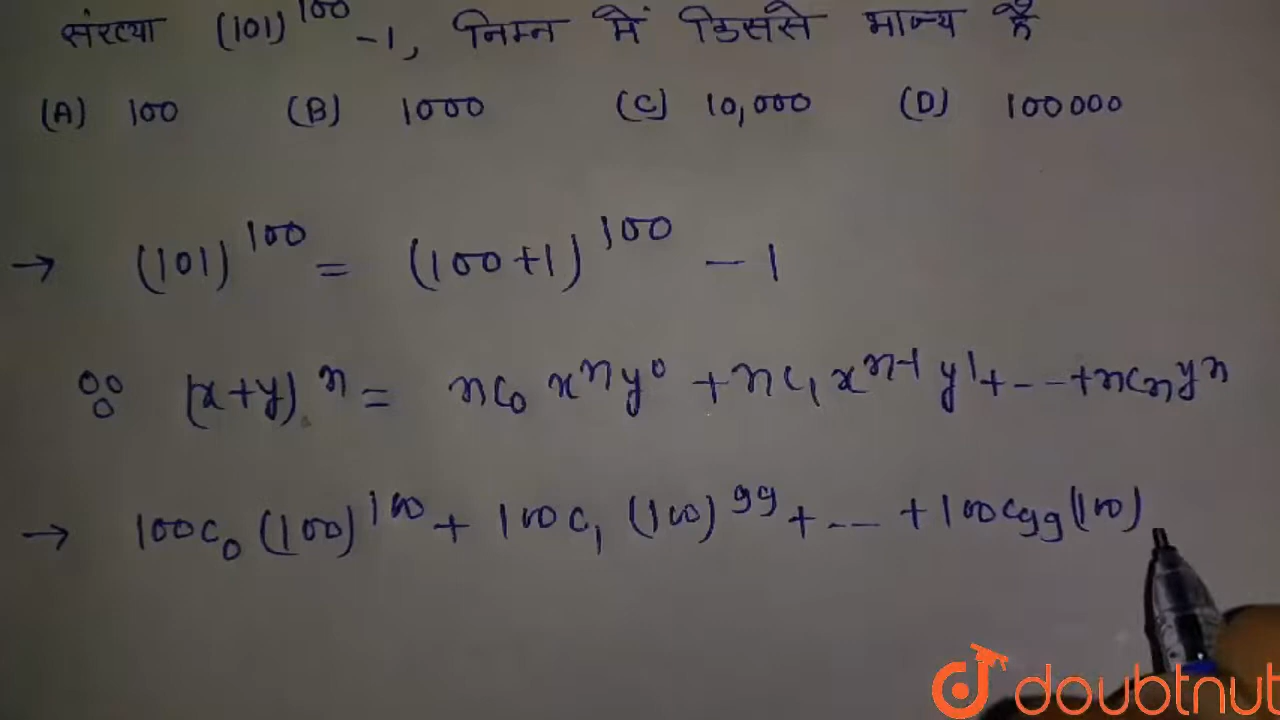 संख्या (101)^100 -1, निम्न में किससे भाज्य है
(A) 100 (B) 1000 (C) 10,000 (D) 100000
→ (101)^100 = (100+1)^100 - 1
∵ (x+y)^n = nc₀ x^n y^0 + nc₁ x^n-1 y^1 + --- + ncₙ y^n
→ 100c₀ (100)^100 + 100c₁ (100)^99 + --- + 100c₉₉ (100)
doubtnut